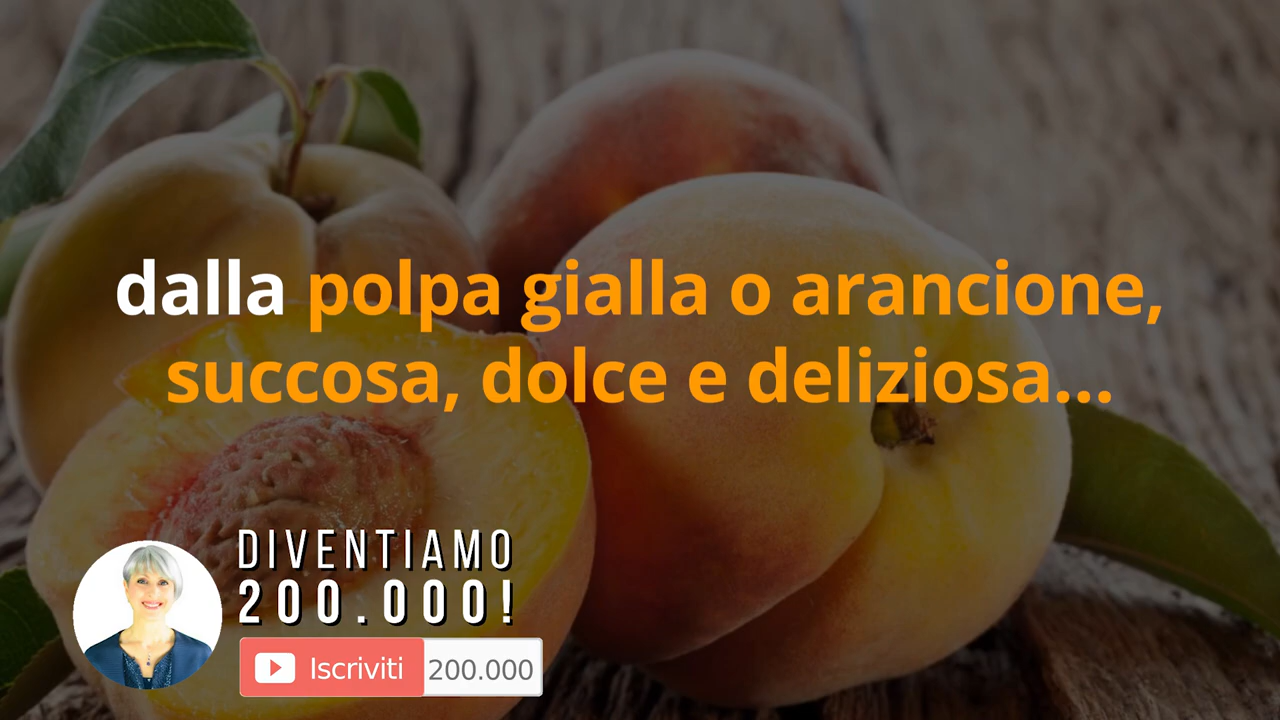 dalla polpa gialla o arancione,
succosa, dolce e deliziosa...
DIVENTIAMO
200.000!
Iscriviti 200.000